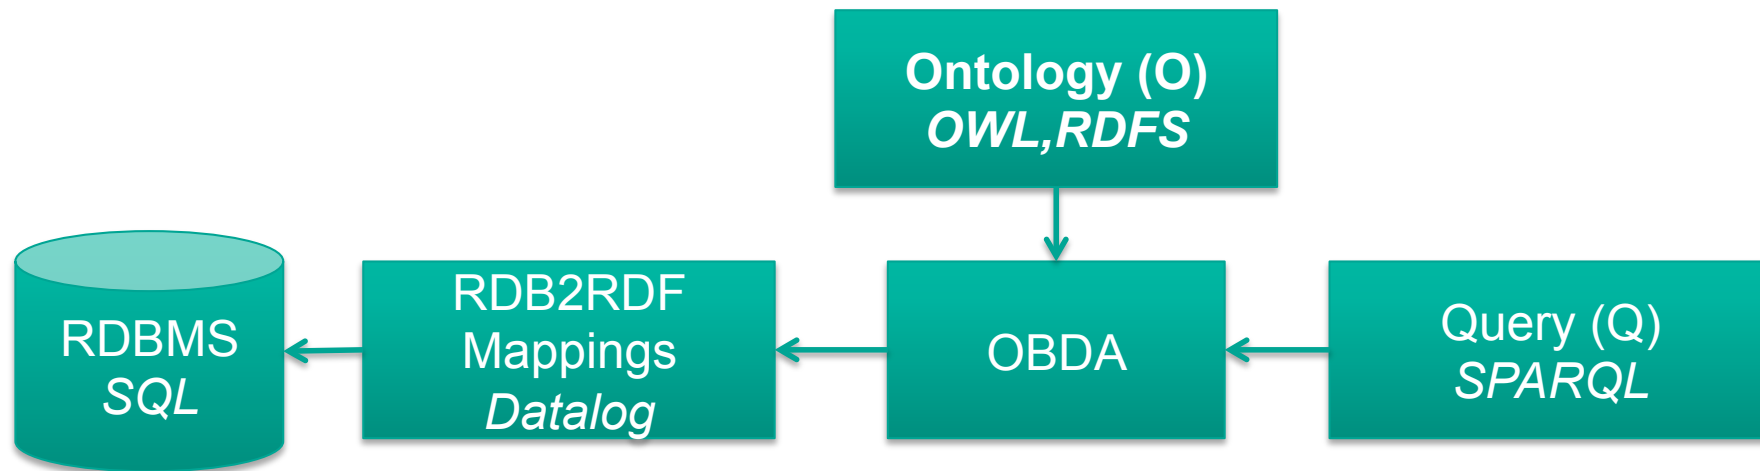 Ontology (O)
OWL,RDFS
RDBMS
SQL
RDB2RDF
Mappings
Datalog
OBDA
Query (Q)
SPARQL